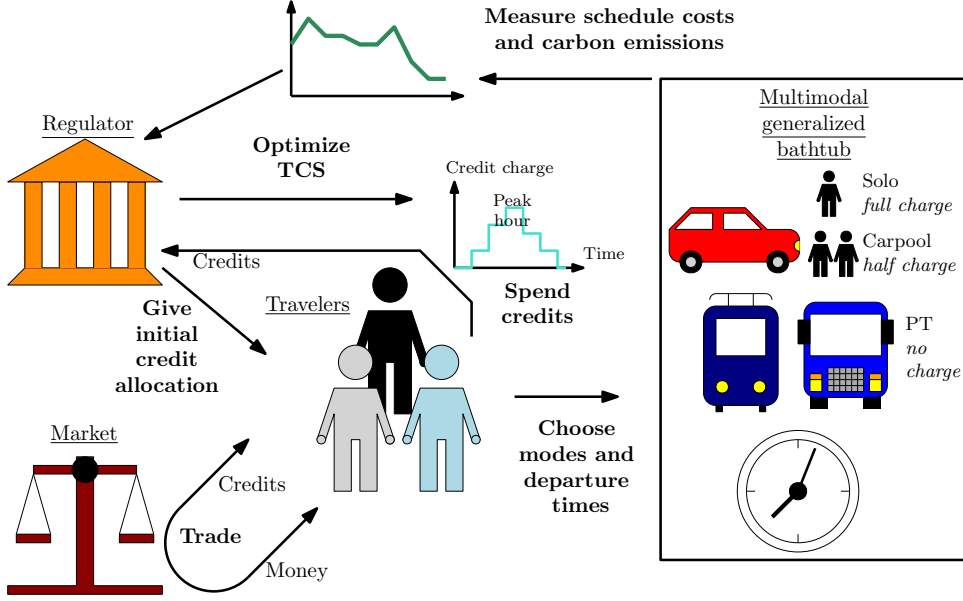 Measure schedule costs
and carbon emissions
Regulator
Optimize
TCS
Credit charge
Peak
hour
Time
Credits
Spend
credits
Give
initial
credit
allocation
Travelers
Choose
modes and
departure
times
Market
Credits
Trade
Money
Multimodal
generalized
bathtub
Solo
full charge
Carpool
half charge
PT
no
charge